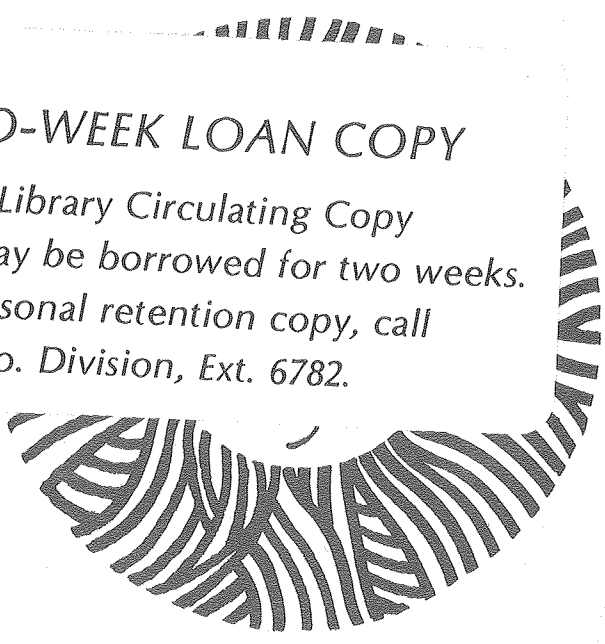 O-WEEK LOAN COPY
Library Circulating Copy
ay be borrowed for two weeks.
sonal retention copy, call
o. Division, Ext. 6782.